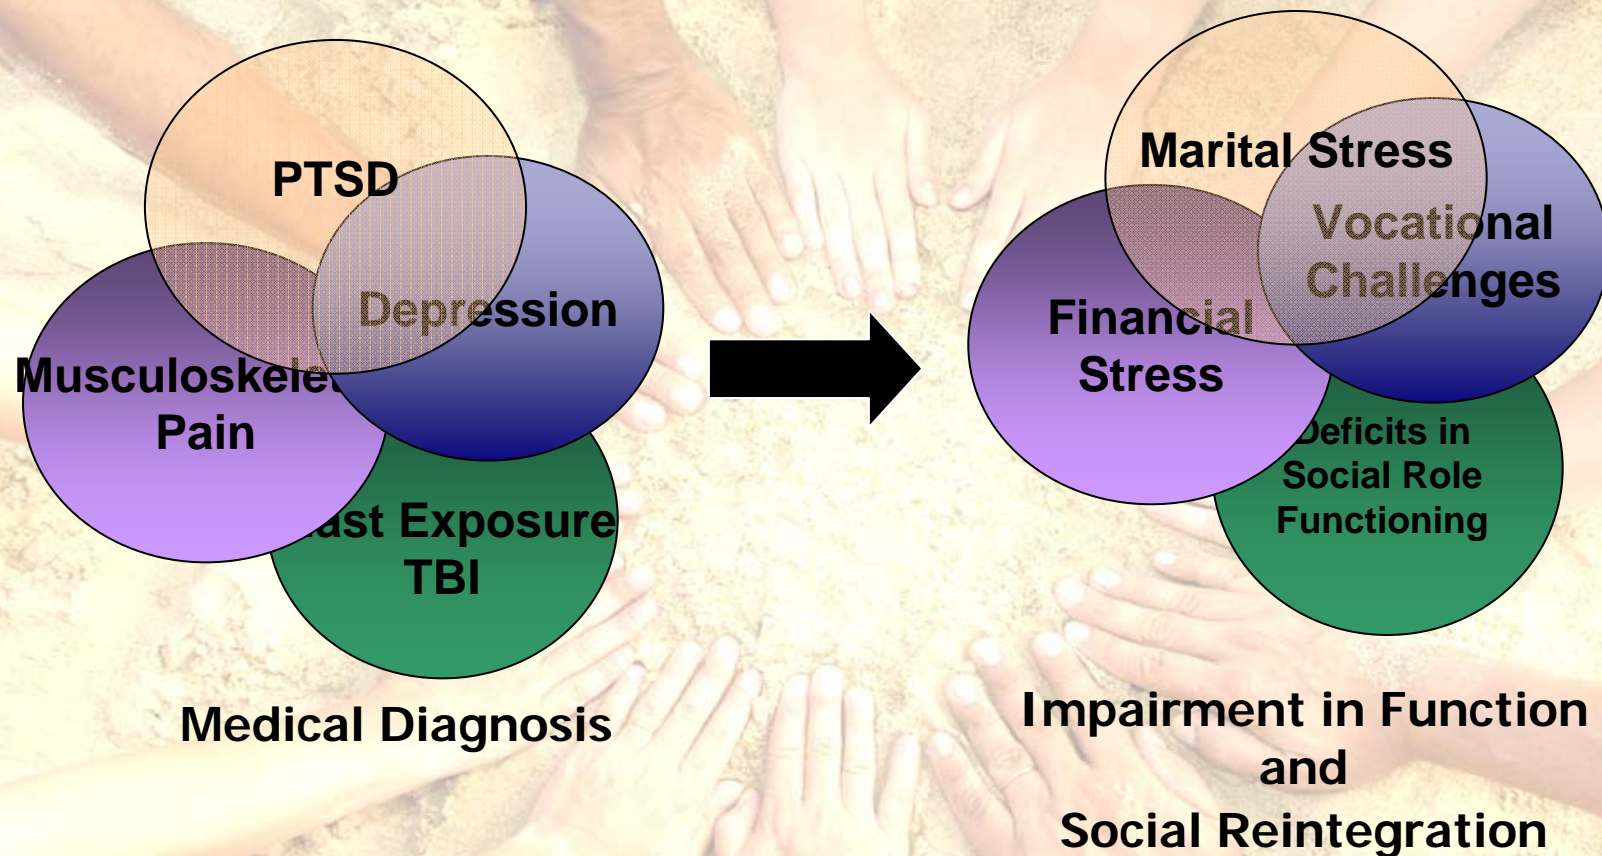 PTSD
Depression
Musculoskelet
Pain
ast Exposure
TBI
Medical Diagnosis
Marital Stress
Vocational
Challenges
Financial
Stress
Deficits in
Social Role
Functioning
Impairment in Function
and
Social Reintegration